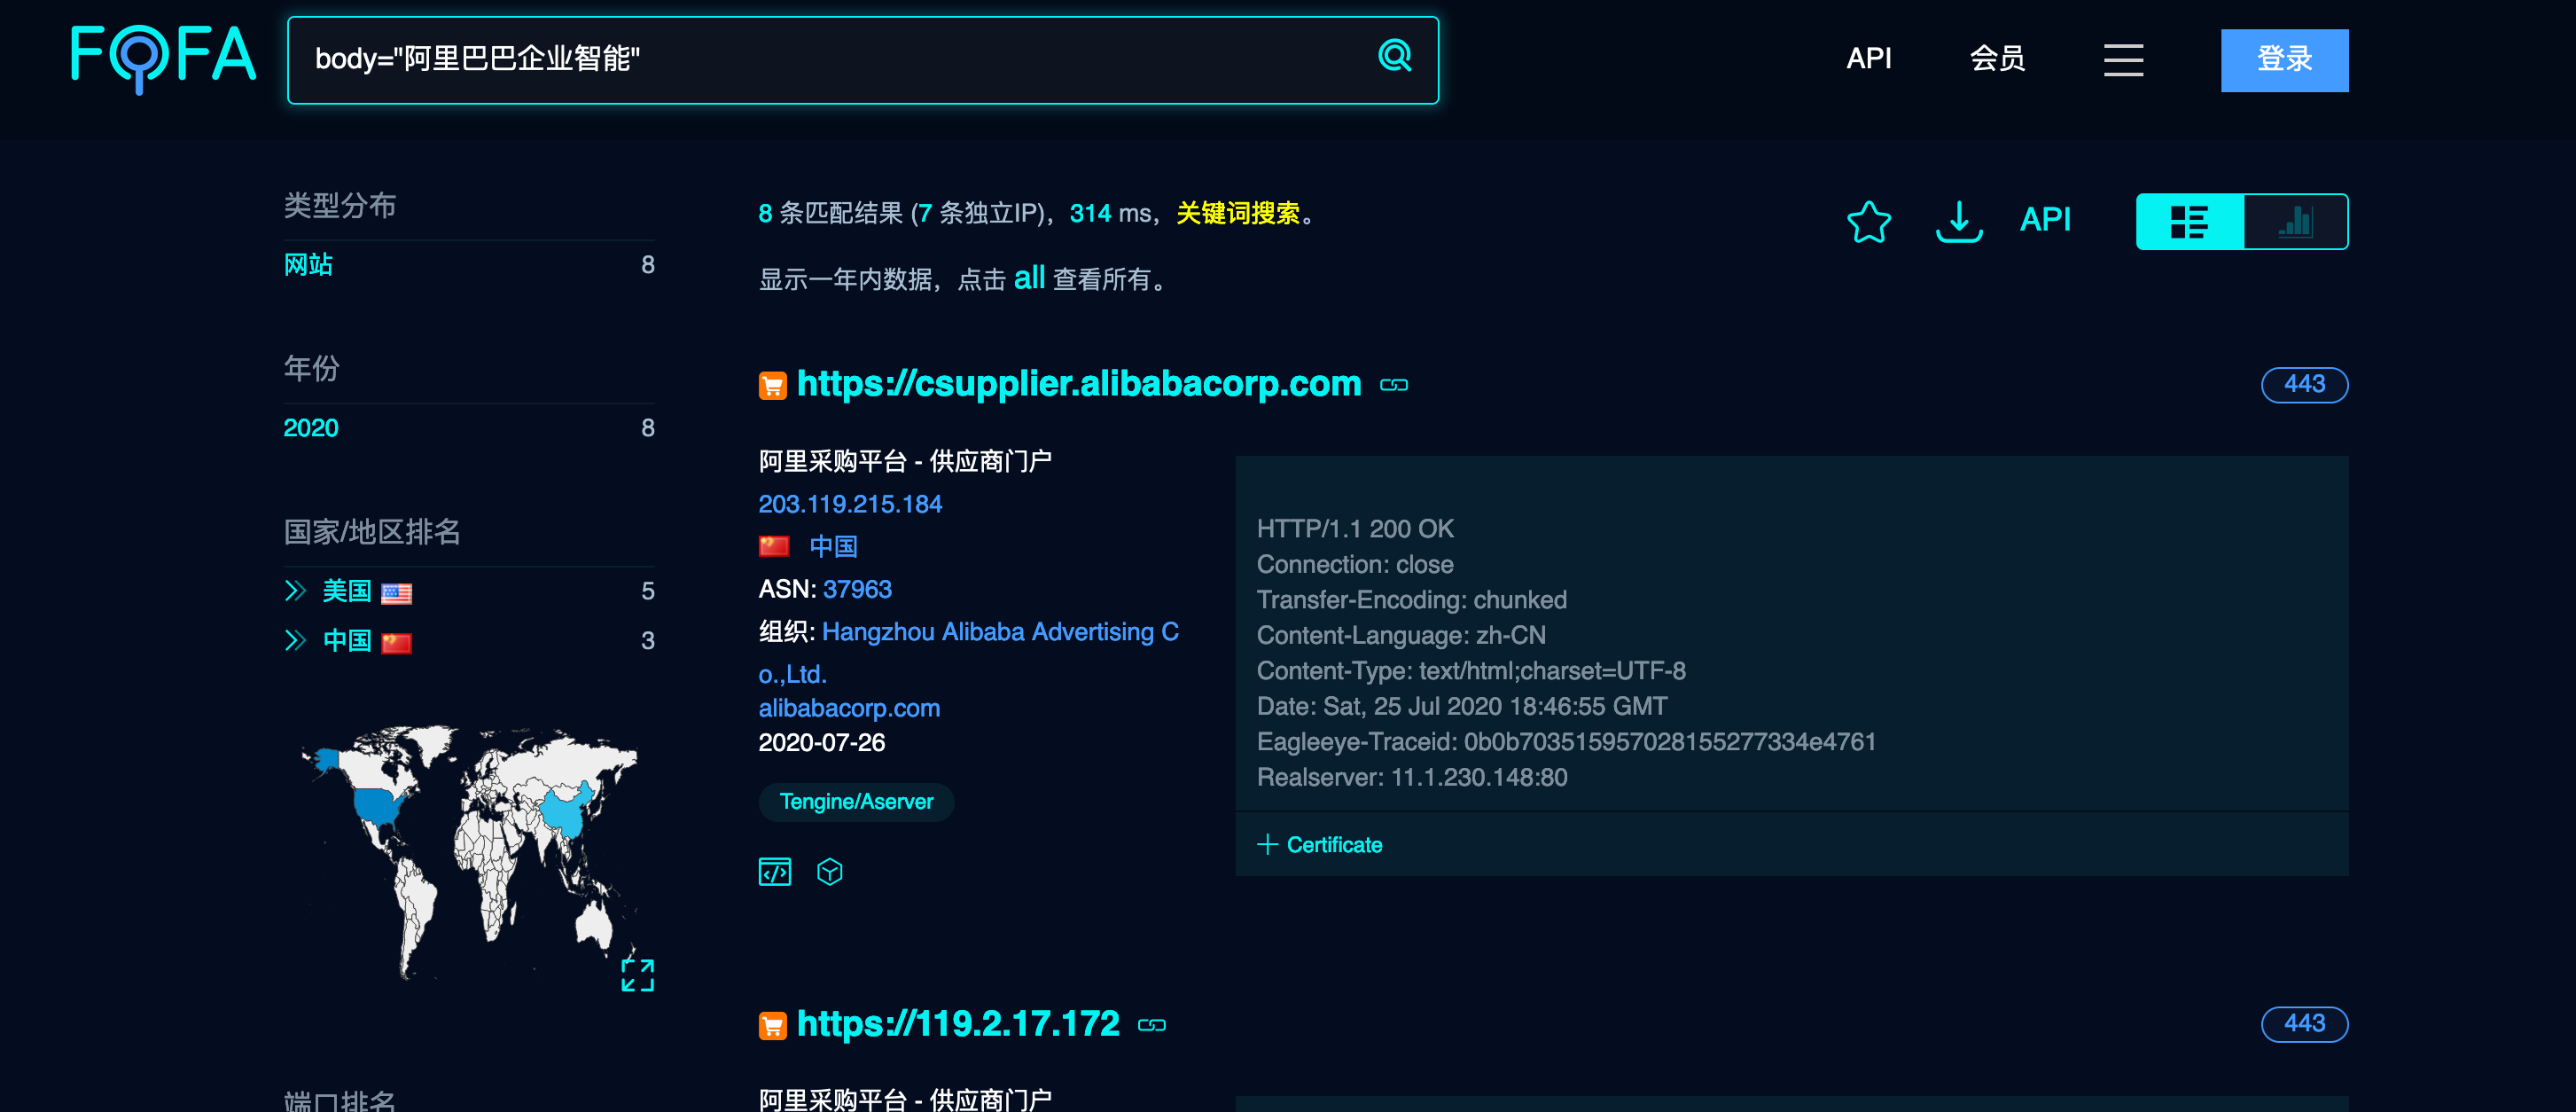 FOFA
body="阿里巴巴企业智能"
API
会员
登录
类型分布
网站 8
年份
2020 8
国家/地区排名
美国 5
中国 3
端口排名
8 条匹配结果 (7 条独立IP)，314 ms，关键词搜索。
显示一年内数据，点击 all 查看所有。
API
https://csupplier.alibabacorp.com
443
阿里采购平台 - 供应商门户
203.119.215.184
中国
ASN: 37963
组织: Hangzhou Alibaba Advertising C
o.,Ltd.
alibabacorp.com
2020-07-26
Tengine/Aserver
HTTP/1.1 200 OK
Connection: close
Transfer-Encoding: chunked
Content-Language: zh-CN
Content-Type: text/html;charset=UTF-8
Date: Sat, 25 Jul 2020 18:46:55 GMT
Eagleeye-Traceid: 0b0b703515957028155277334e4761
Realserver: 11.1.230.148:80
Certificate
https://119.2.17.172
443
阿里采购平台 - 供应商门户